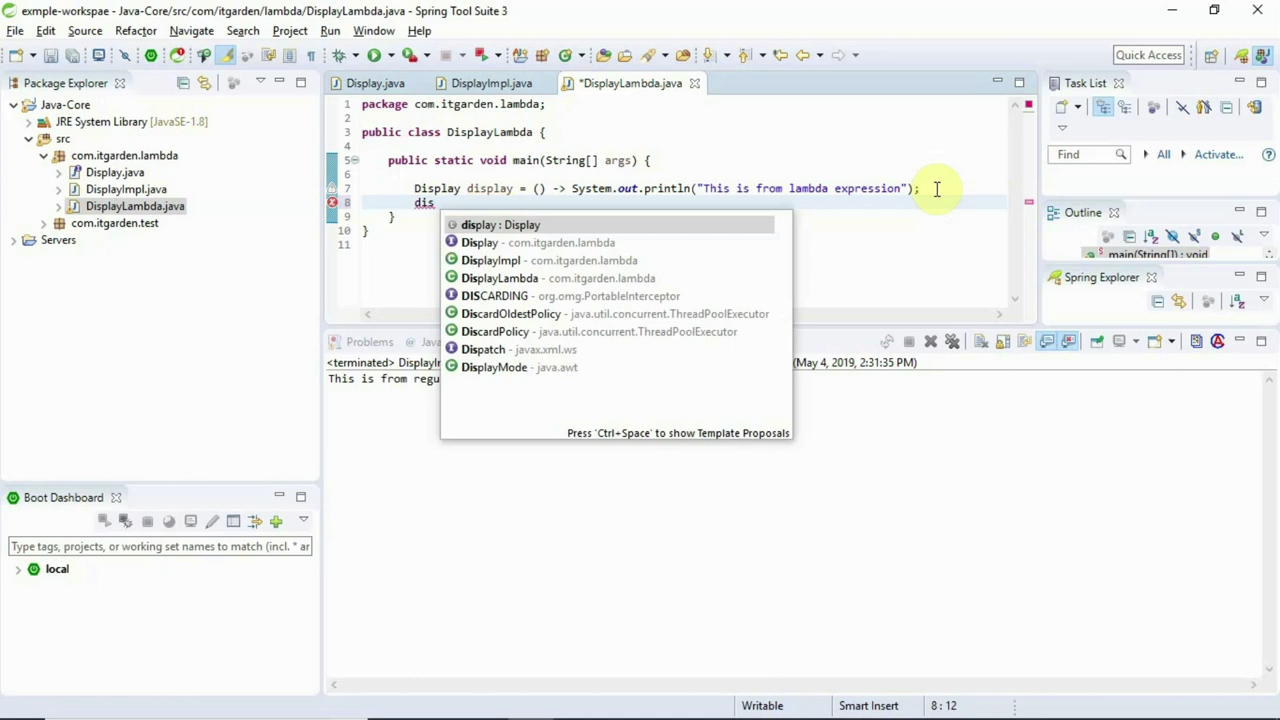 exmple-workspae - Java-Core/src/com/itgarden/lambda/DisplayLambda.java - Spring Tool Suite 3
File Edit Source Refactor Navigate Search Project Run Window Help
Quick Access
Package Explorer
Java-Core
JRE System Library [JavaSE-1.8]
src
com.itgarden.lambda
Display.java
DisplayImpl.java
DisplayLambda.java
com.itgarden.test
Servers
Display.java DisplayImpl.java *DisplayLambda.java
1 package com.itgarden.lambda;
2
3 public class DisplayLambda {
4
5 public static void main(String[] args) {
6
7 Display display = () -> System.out.println("This is from lambda expression");
8 dis
9 }
10 }
11
display : Display
Display - com.itgarden.lambda
DisplayImpl - com.itgarden.lambda
DisplayLambda - com.itgarden.lambda
DISCARDING - org.omg.PortableInterceptor
DiscardOldestPolicy - java.util.concurrent.ThreadPoolExecutor
DiscardPolicy - java.util.concurrent.ThreadPoolExecutor
Dispatch - javax.xml.ws
DisplayMode - java.awt
Press 'Ctrl+Space' to show Template Proposals
Task List
Find All Activate...
Outline
main(String[]) : void
Spring Explorer
Problems @ Jav
<terminated> DisplayIn (May 4, 2019, 2:31:35 PM)
This is from regu
Boot Dashboard
Type tags, projects, or working set names to match (incl. * ar
local
Writable Smart Insert 8 : 12